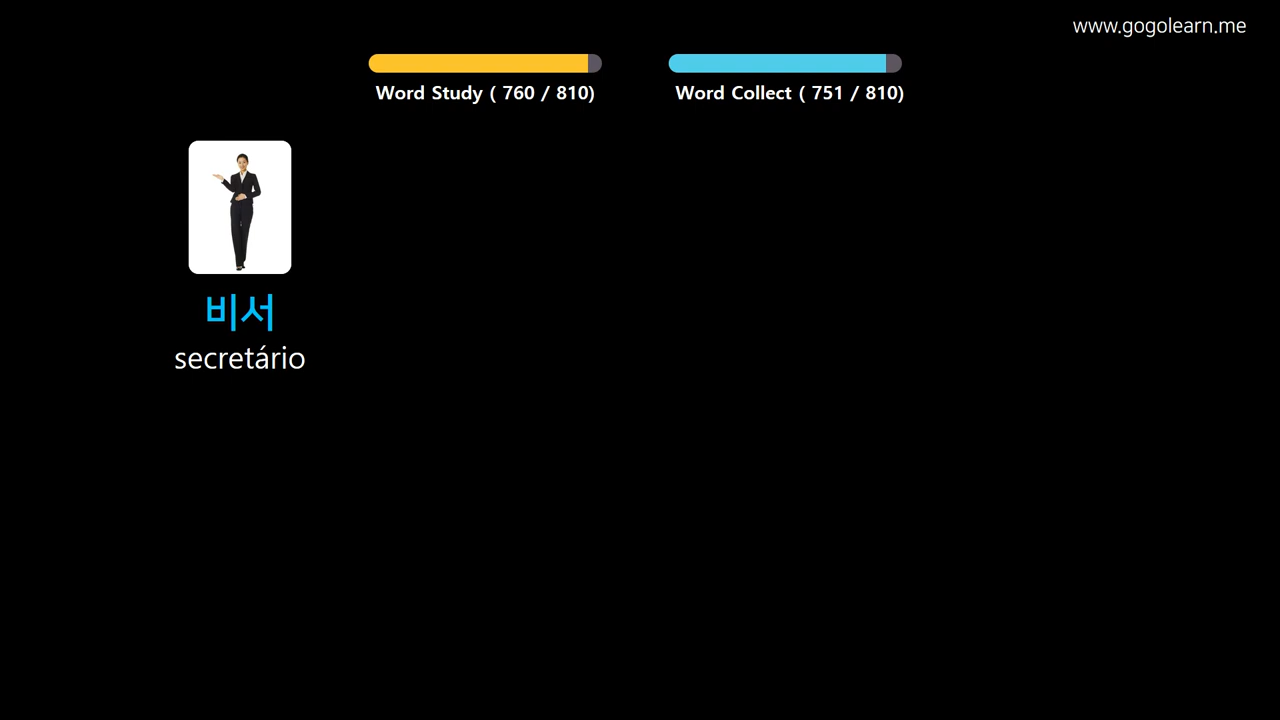 www.gogolearn.me
Word Study ( 760 / 810)
Word Collect ( 751 / 810)
비서
secretário